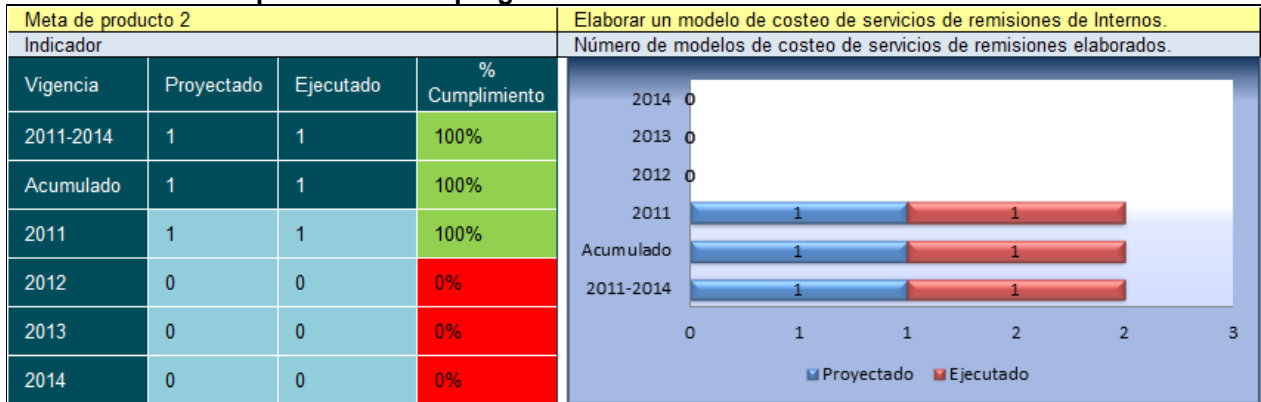 Meta de producto 2
Elaborar un modelo de costeo de servicios de remisiones de Internos.
Indicador
Número de modelos de costeo de servicios de remisiones elaborados.
Vigencia Proyectado Ejecutado % Cumplimiento
2011-2014 1 1 100%
Acumulado 1 1 100%
2011 1 1 100%
2012 0 0 0%
2013 0 0 0%
2014 0 0 0%
2014 0
2013 0
2012 0
2011 1 1
Acumulado 1 1
2011-2014 1 1
0 1 1 2 2 3
Proyectado Ejecutado